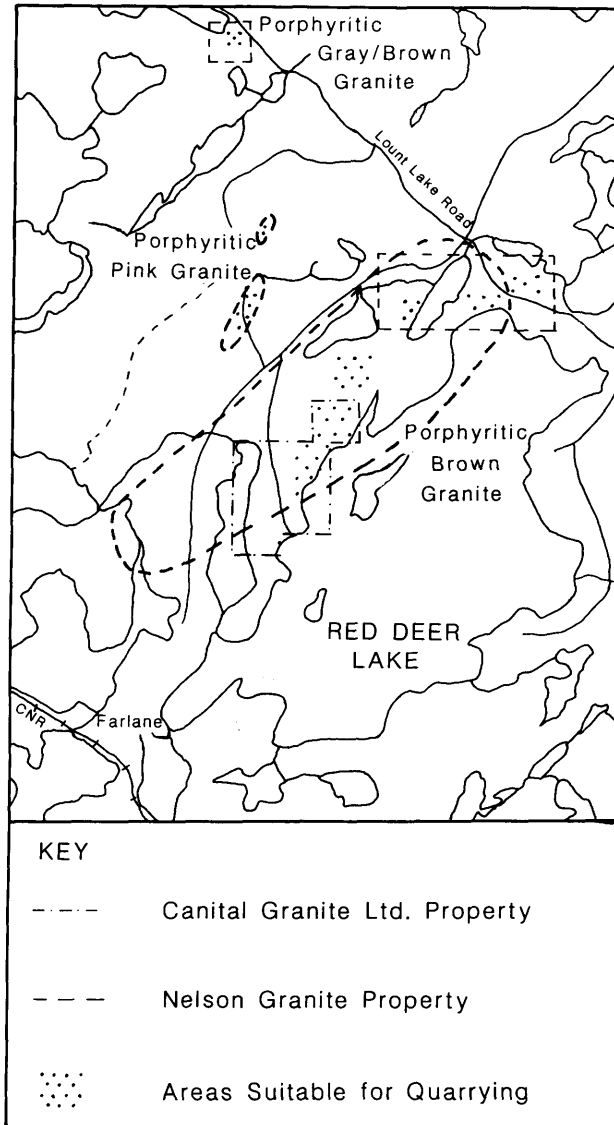 Porphyritic
Gray/Brown
Granite
Lount Lake Road
Porphyritic
Pink Granite
Porphyritic
Brown
Granite
RED DEER
LAKE
CNR
Farlane
KEY
Canital Granite Ltd. Property
Nelson Granite Property
Areas Suitable for Quarrying